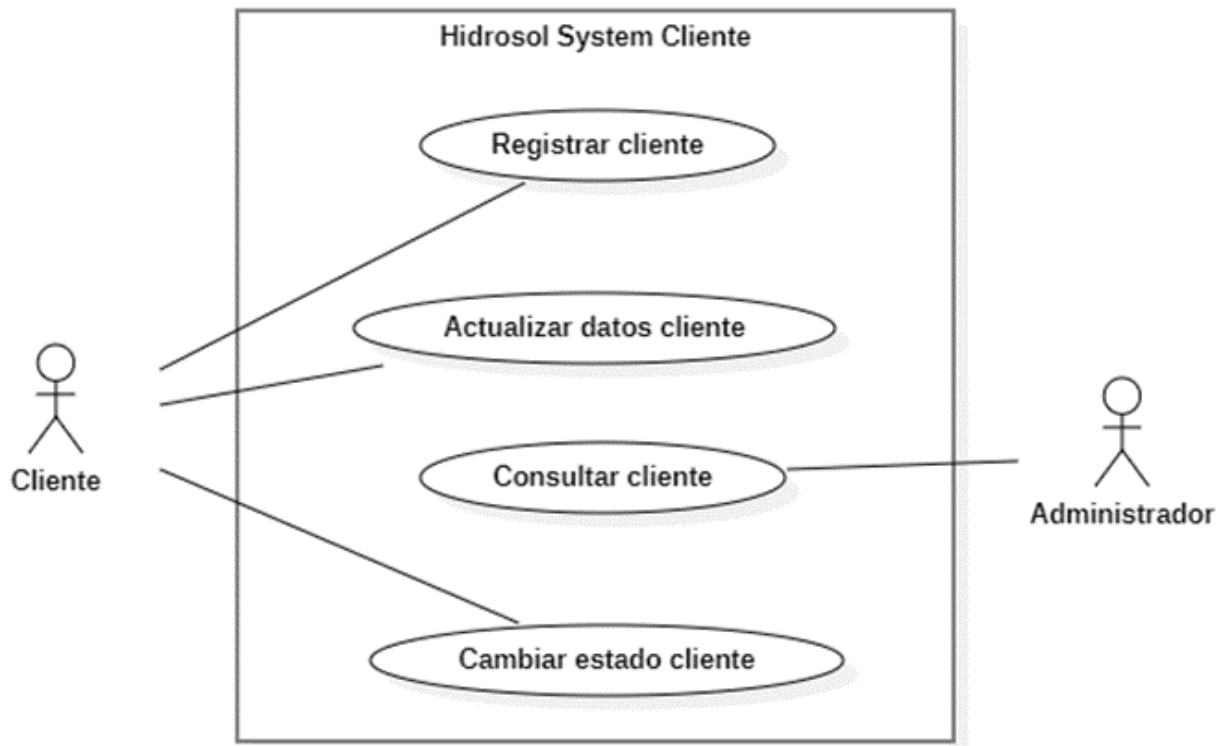 Hidrosol System Cliente
Registrar cliente
Actualizar datos cliente
Consultar cliente
Cliente
Administrador
Cambiar estado cliente